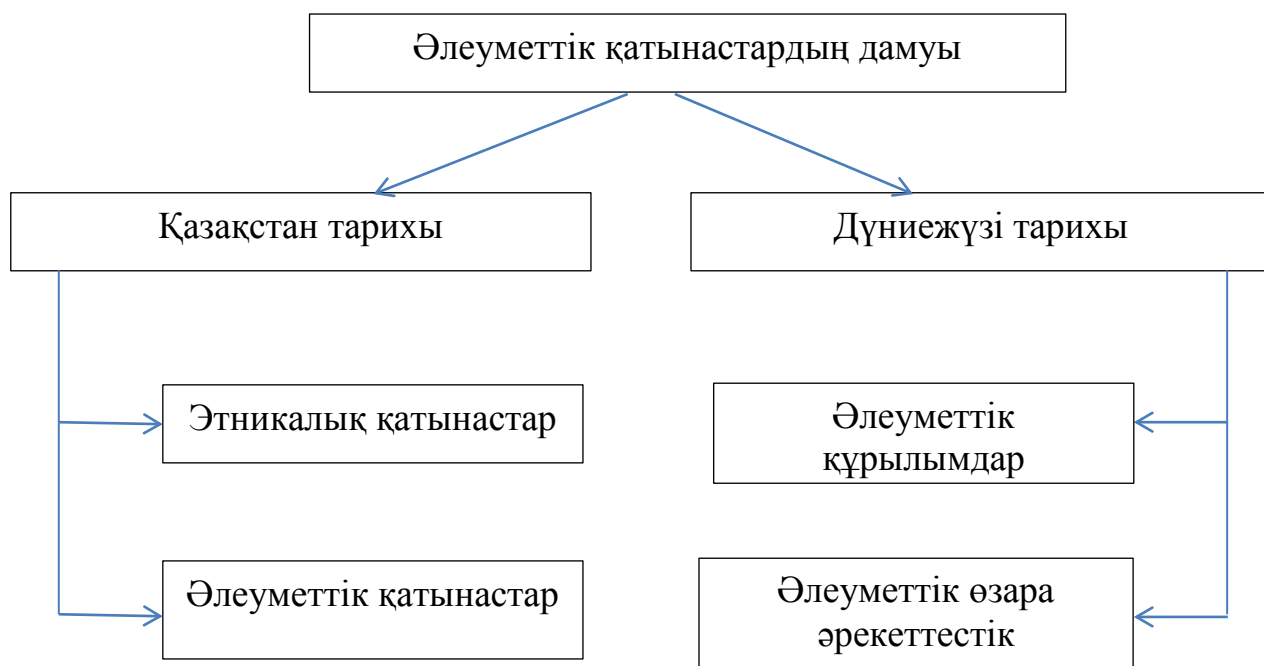 Әлеуметтік қатынастардың дамуы
Қазақстан тарихы
Дүниежүзі тарихы
Этникалық қатынастар
Әлеуметтік
құрылымдар
Әлеуметтік қатынастар
Әлеуметтік өзара
әрекеттестік